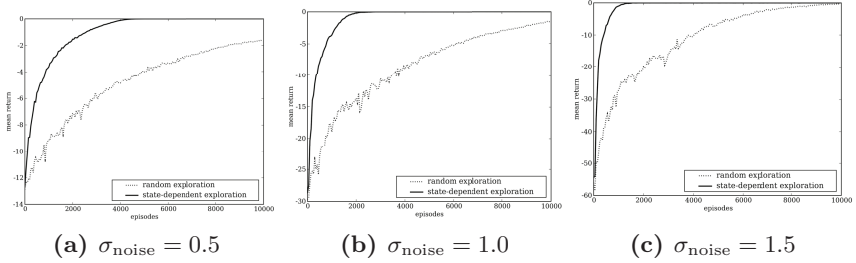 0
-2
-4
-6
-8
-10
-12
-14
mean return
0
2000
4000
6000
8000
10000
episodes
random exploration
state-dependent exploration
(a) σnoise = 0.5
0
-5
-10
-15
-20
-25
-30
mean return
0
2000
4000
6000
8000
10000
episodes
random exploration
state-dependent exploration
(b) σnoise = 1.0
0
-10
-20
-30
-40
-50
-60
mean return
0
2000
4000
6000
8000
10000
episodes
random exploration
state-dependent exploration
(c) σnoise = 1.5